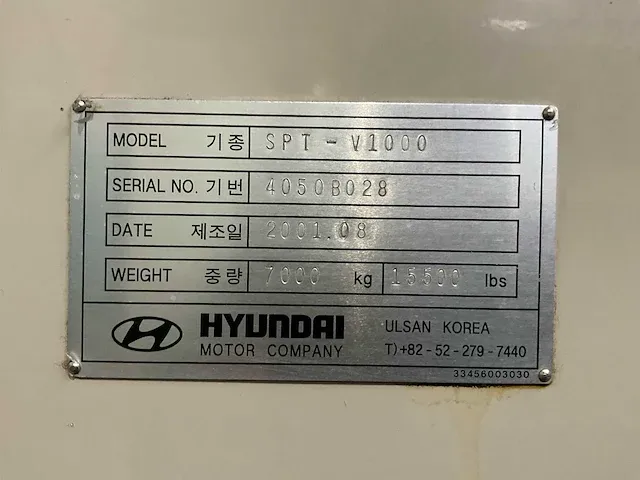 MODEL 기종 SPT-V1000
SERIAL NO. 기번 40508028
DATE 제조일 2001.08
WEIGHT 중량 7000 kg 15500 lbs
HYUNDAI ULSAN KOREA
MOTOR COMPANY T)+82-52-279-7440
33456003030